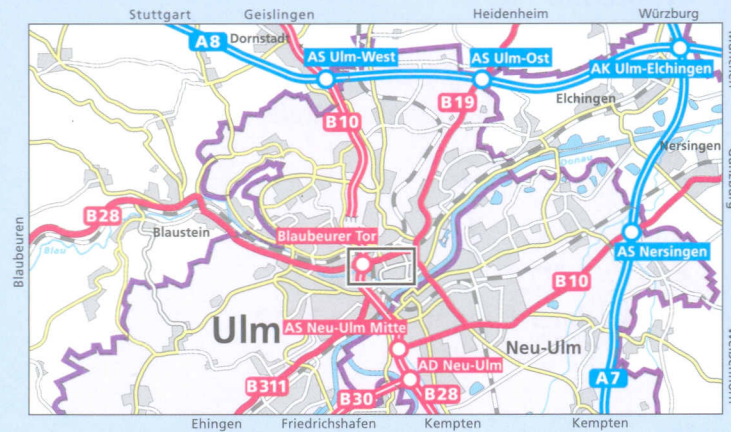 Stuttgart Geislingen Heidenheim Würzburg
Dornstadt
A8
AS Ulm-West
AS Ulm-Ost
AK Ulm-Elchingen
B10
B19
Elchingen
Nersingen
Donau
B28
Blaustein
Blau
Blaubeuren
Blaubeurer Tor
AS Nersingen
B10
Ulm
AS Neu-Ulm Mitte
Neu-Ulm
AD Neu-Ulm
B311
B30
B28
A7
Ehingen Friedrichshafen Kempten Kempten